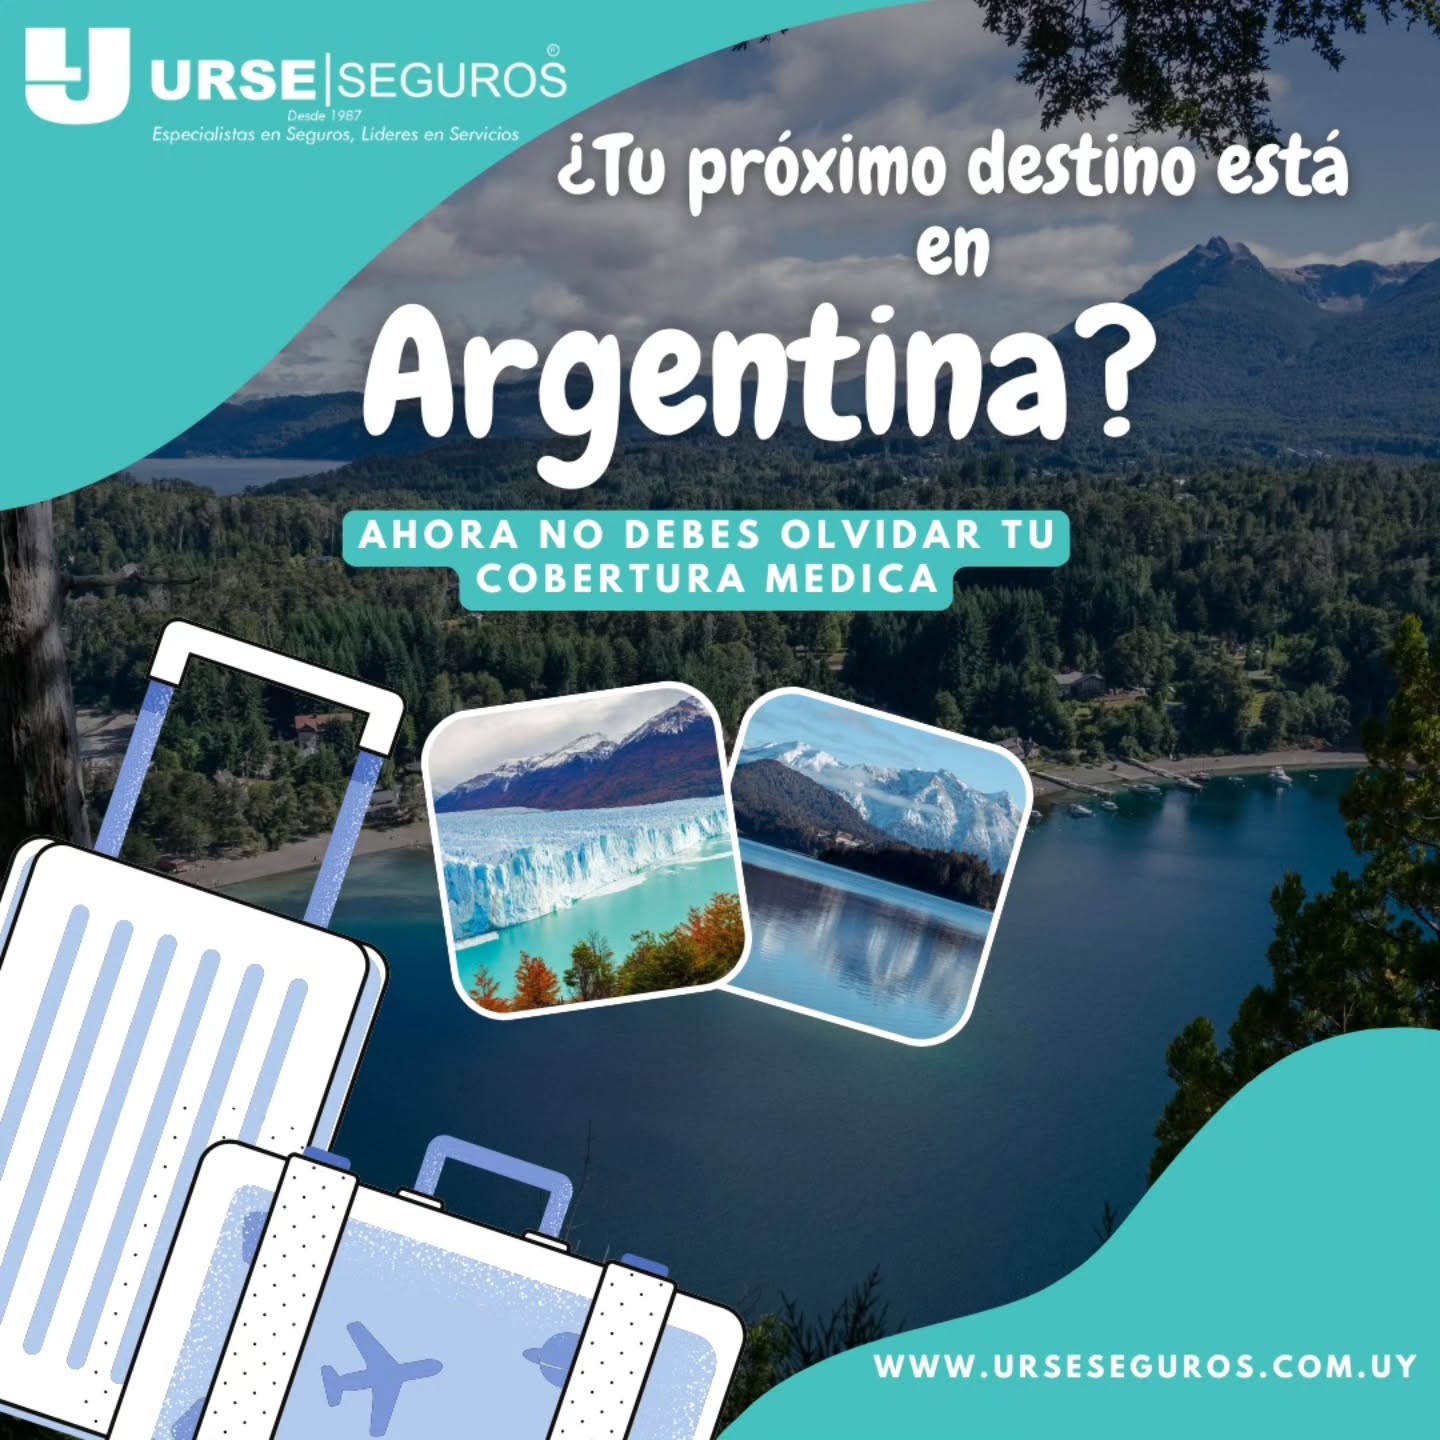 URSE|SEGUROS®
Desde 1987
Especialistas en Seguros, Lideres en Servicios
¿Tu próximo destino está
en
Argentina?
AHORA NO DEBES OLVIDAR TU
COBERTURA MEDICA
WWW.URSESEGUROS.COM.UY